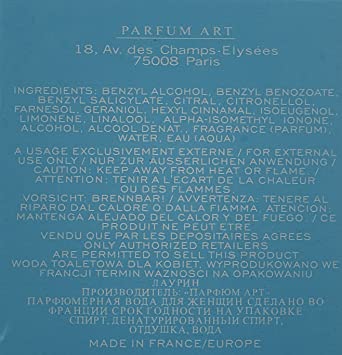 PARFUM ART
18, Av. des Champs-Elysées
75008 Paris
INGREDIENTS: BENZYL ALCOHOL, BENZYL BENOZOATE,
BENZYL SALICYLATE, CITRAL, CITRONELLOL,
FARNESOL, GERANIOL, HEXYL CINNAMAL, ISOEUGENOL,
LIMONENE, LINALOOL, ALPHA-ISOMETHYL IONONE,
ALCOHOL, ALCOOL DENAT., FRAGRANCE (PARFUM),
WATER, EAU (AQUA)
A USAGE EXCLUSIVEMENT EXTERNE / FOR EXTERNAL
USE ONLY / NUR ZUR ÄUSSERLICHEN ANWENDUNG /
CAUTION: KEEP AWAY FROM HEAT OR FLAME. /
ATTENTION: TENIR A L'ECART DE LA CHALEUR
OU DES FLAMMES.
VORSICHT: BRENNBAR! / AVVERTENZA: TENERE AL
RIPARO DAL CALORE O DALLA FIAMMA, ATENCION:
MANTENGA ALEJADO DEL CALOR Y DEL FUEGO. / CE
PRODUIT NE PEUT ETRE
VENDU QUE PAR LES DEPOSITAIRES AGREES
ONLY AUTHORIZED RETAILERS
ARE PERMITTED TO SELL THIS PRODUCT
WODA TOALETOWA DLA KOBIET. WYPRODUKOWANO WE
FRANCJI TERMIN WAZNOSCI NA OPAKOWANIU
ЛАУРИН
ПРОИЗВОДИТЕЛЬ: «ПАРФЮМ АРТ»
ПАРФЮМЕРНАЯ ВОДА ДЛЯ ЖЕНЩИН СДЕЛАНО ВО
ФРАНЦИИ СРОК ГОДНОСТИ НА УПАКОВКЕ
СПИРТ, ДЕНАТУРИРОВАННЫЙ СПИРТ,
ОТДУШКА, ВОДА
MADE IN FRANCE/EUROPE